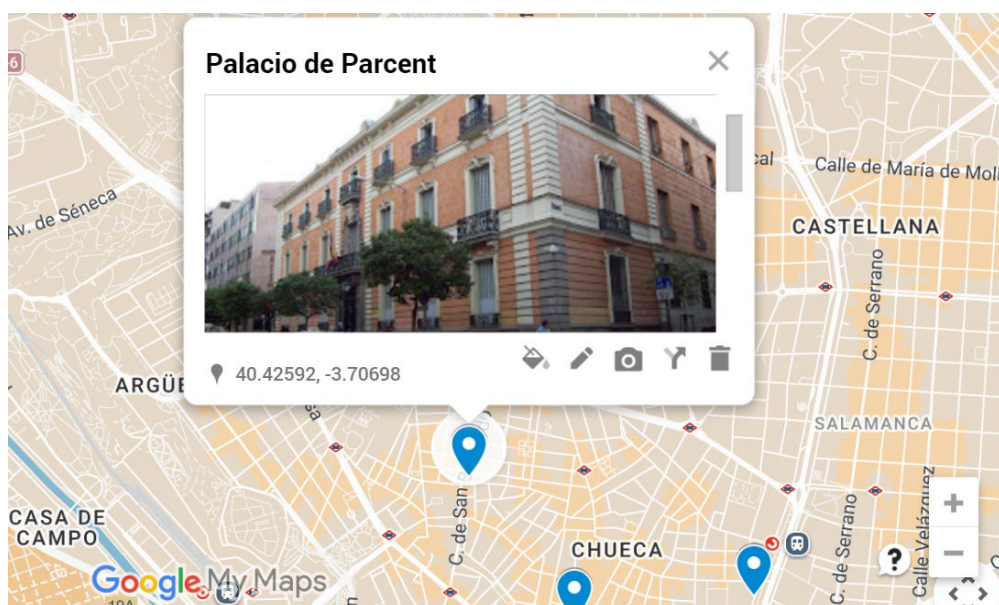 Palacio de Parcent
40.42592, -3.70698
Av. de Séneca
Calle de María de Moli
CASTELLANA
C. de Serrano
ARGÜE
SALAMANCA
C. de San
CASA DE
CAMPO
CHUECA
C. de Serrano
Calle Velázquez
Google My Maps
?